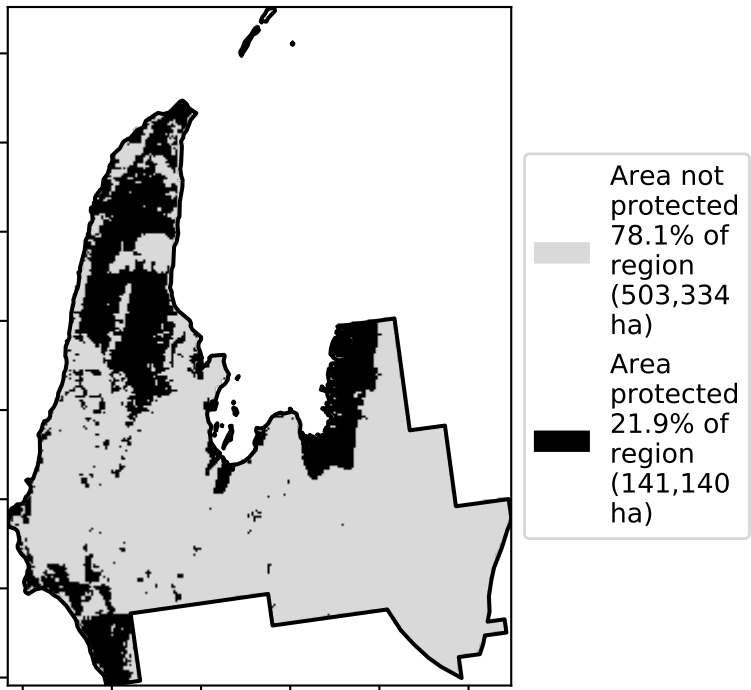 Area not
protected
78.1% of
region
(503,334
ha)
Area
protected
21.9% of
region
(141,140
ha)